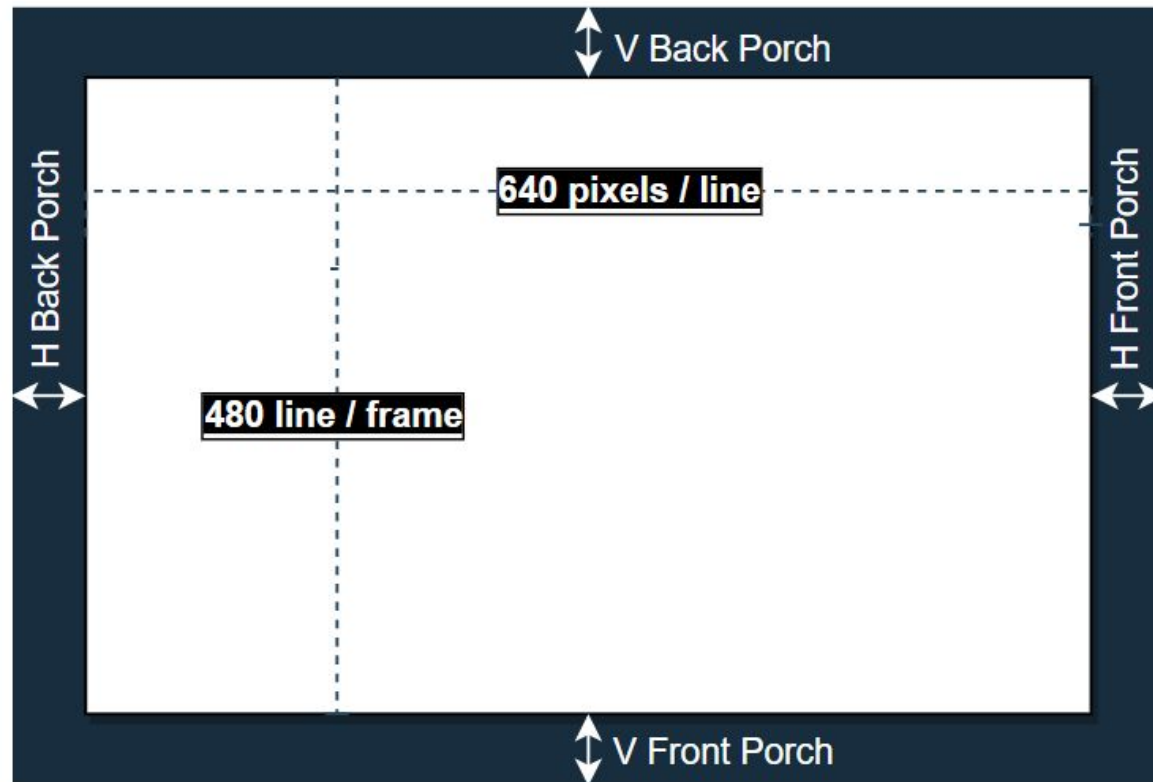 V Back Porch
640 pixels / line
H Back Porch
H Front Porch
480 line / frame
V Front Porch